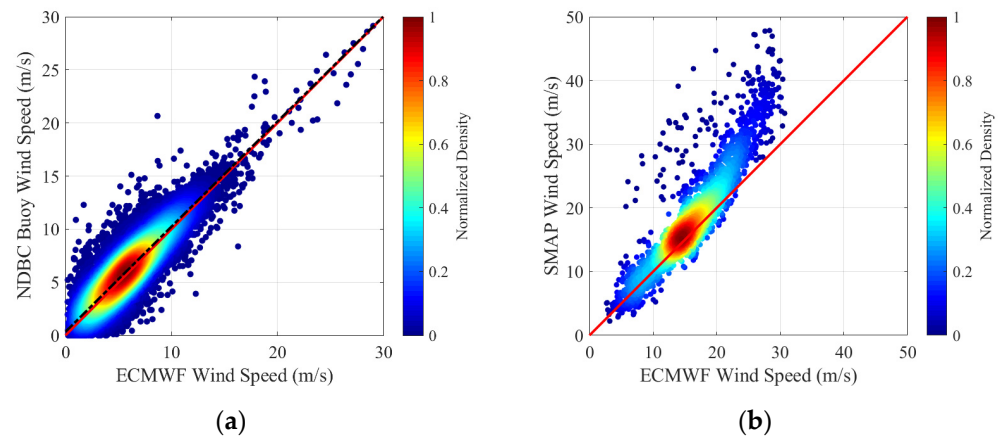 NDBC Buoy Wind Speed (m/s)
30
25
20
15
10
5
0
0 10 20 30
ECMWF Wind Speed (m/s)
1
0.8
0.6
0.4
0.2
0
Normalized Density
(a)
SMAP Wind Speed (m/s)
50
40
30
20
10
0
0 10 20 30 40 50
ECMWF Wind Speed (m/s)
1
0.8
0.6
0.4
0.2
0
Normalized Density
(b)